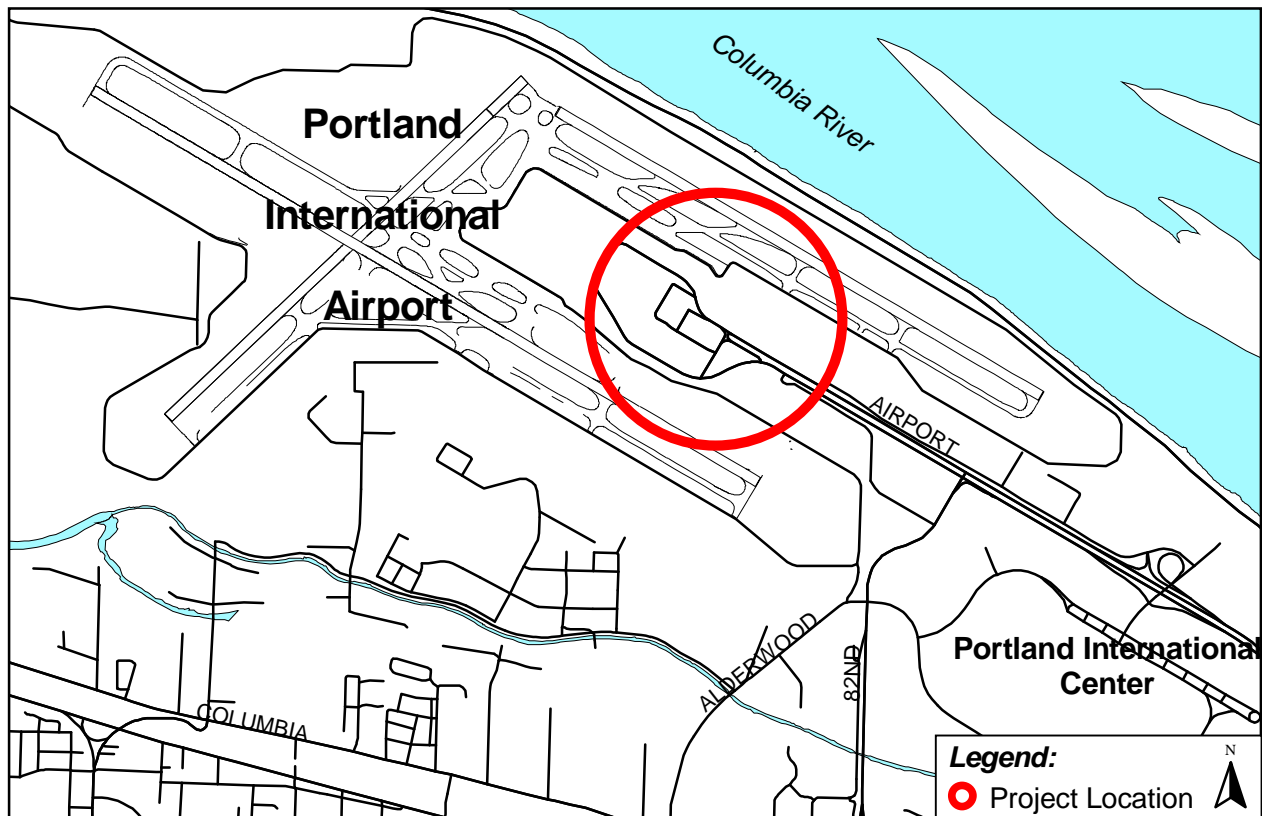 Columbia River
Portland
International
Airport
AIRPORT
ALDERWOOD
82ND
Portland International
Center
COLUMBIA
Legend:
N
Project Location